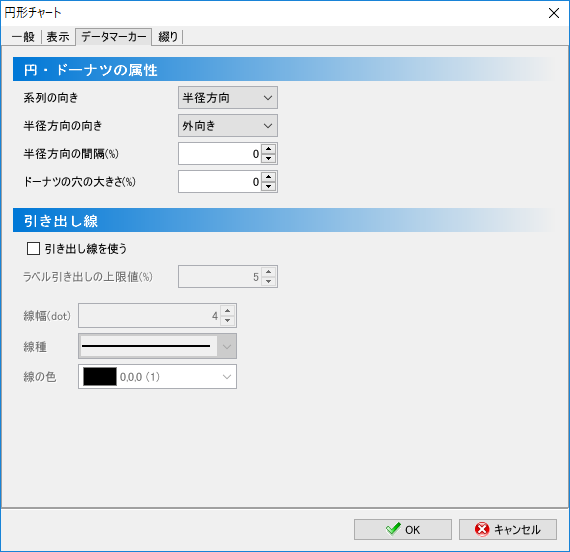 円形チャート
一般 表示 データマーカー 綴り
円・ドーナツの属性
系列の向き 半径方向
半径方向の向き 外向き
半径方向の間隔(%) 0
ドーナツの穴の大きさ(%) 0
引き出し線
引き出し線を使う
ラベル引き出しの上限値(%) 5
線幅(dot) 4
線種
線の色 0,0,0 (1)
OK キャンセル